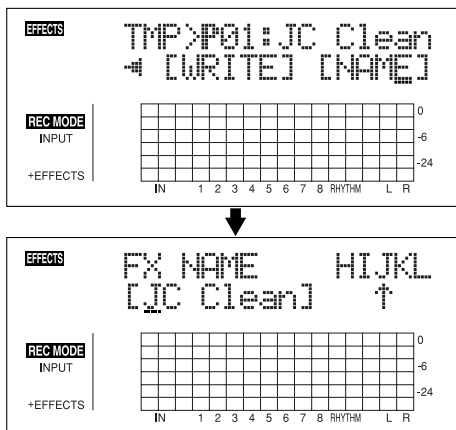 EFFECTS TMP>P01:JC Clean
[WRITE] [NAME]
REC MODE
INPUT
+EFFECTS
0
-6
-24
IN 1 2 3 4 5 6 7 8 RHYTHM L R
EFFECTS FX NAME HIJKL
[JC Clean] ↑
REC MODE
INPUT
+EFFECTS
0
-6
-24
IN 1 2 3 4 5 6 7 8 RHYTHM L R